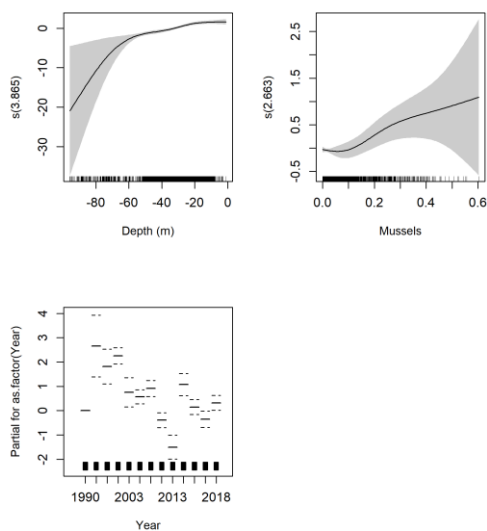 s(3.865)
0
-10
-20
-30
-80 -60 -40 -20 0
Depth (m)
s(2.663)
2.5
1.5
0.5
-0.5
0.0 0.2 0.4 0.6
Mussels
Partial for as.factor(Year)
4
3
2
1
0
-1
-2
1990 2003 2013 2018
Year